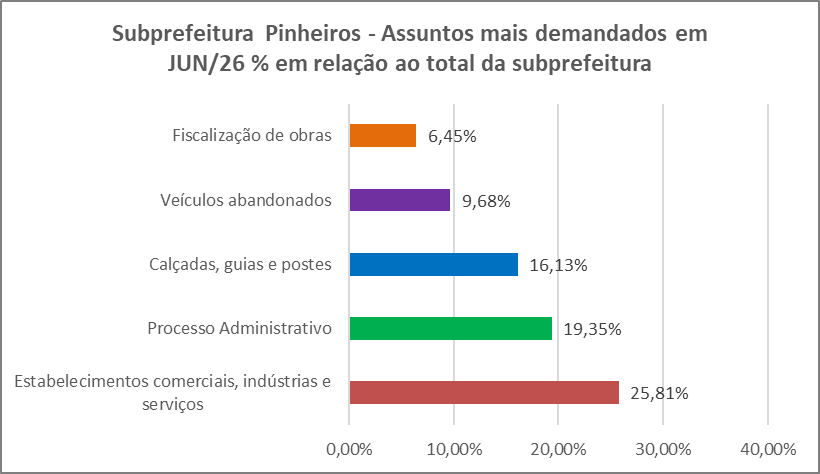 Subprefeitura Pinheiros - Assuntos mais demandados em
JUN/26 % em relação ao total da subprefeitura
Fiscalização de obras
6,45%
Veículos abandonados
9,68%
Calçadas, guias e postes
16,13%
Processo Administrativo
19,35%
Estabelecimentos comerciais, indústrias e
serviços
25,81%
0,00% 10,00% 20,00% 30,00% 40,00%